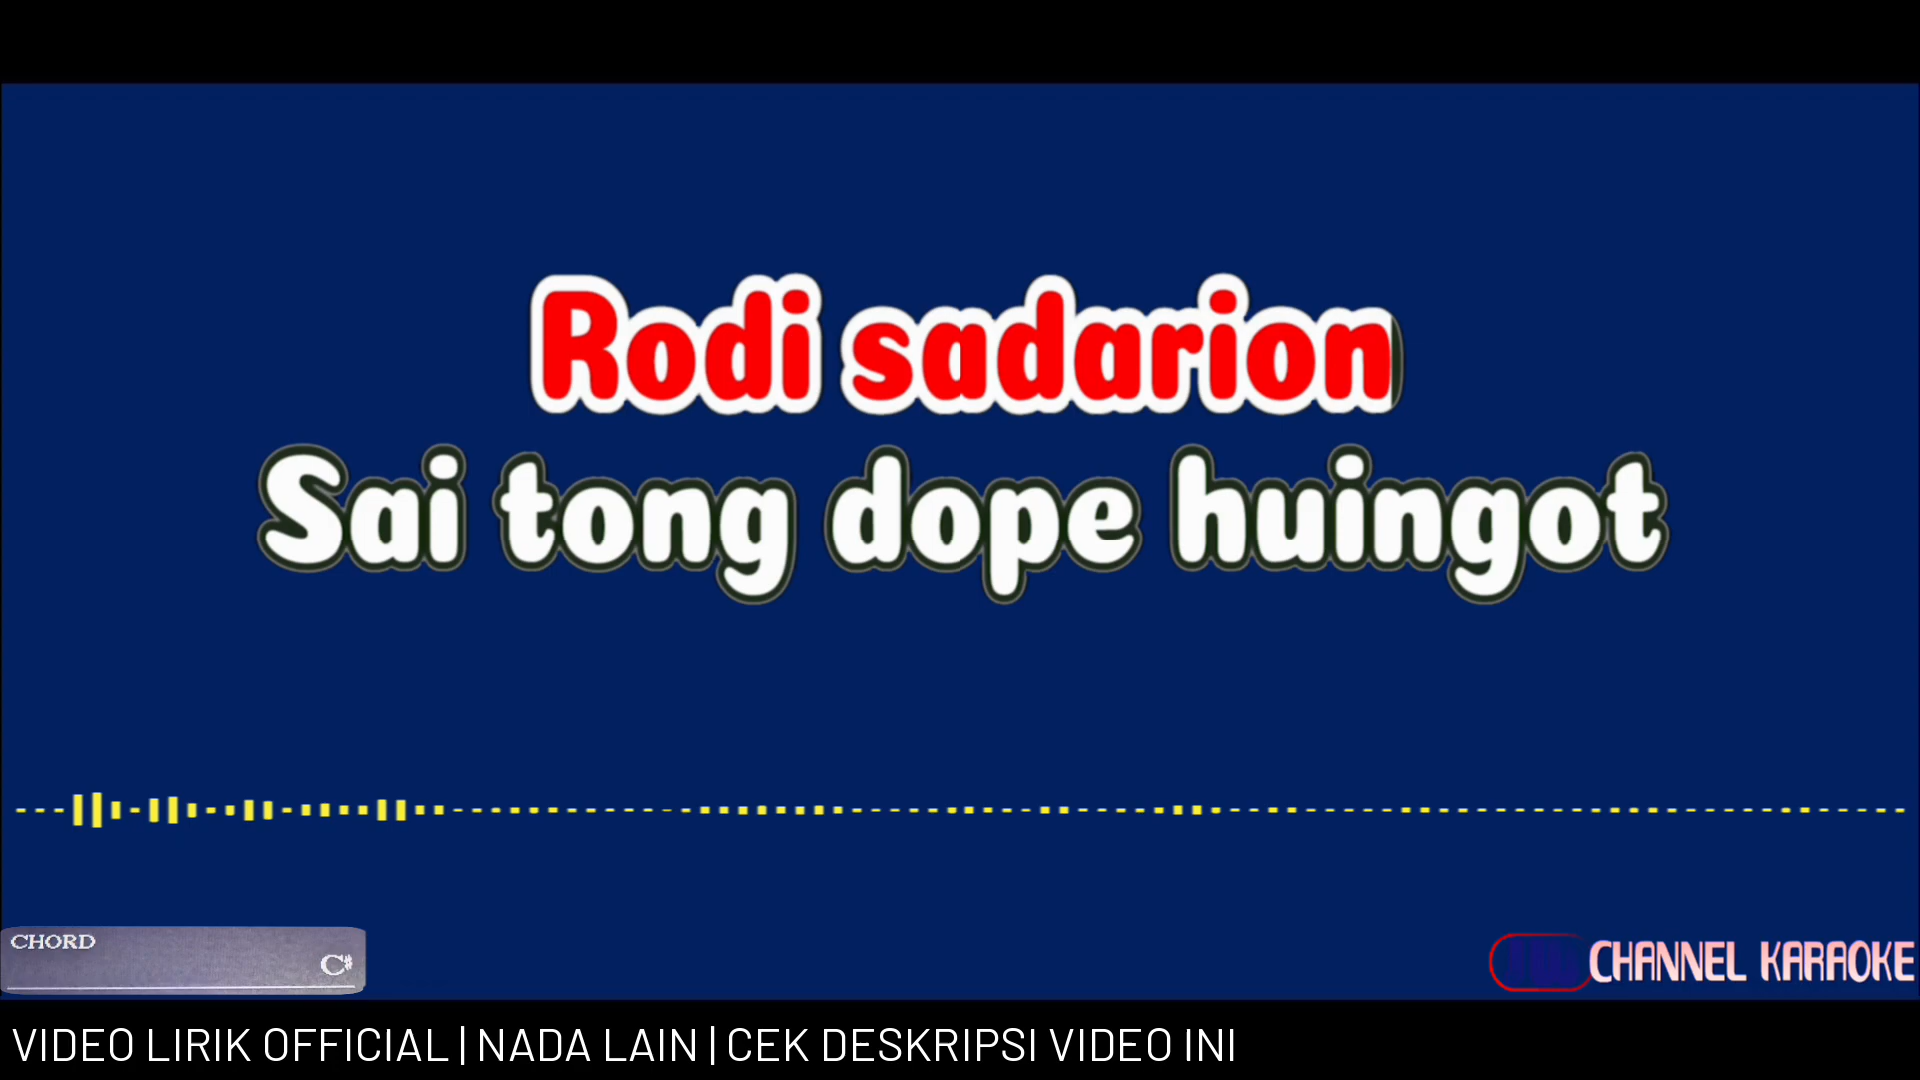 Rodi sadarion
Sai tong dope huingot
CHORD
C#
CHANNEL KARAOKE
VIDEO LIRIK OFFICIAL | NADA LAIN | CEK DESKRIPSI VIDEO INI